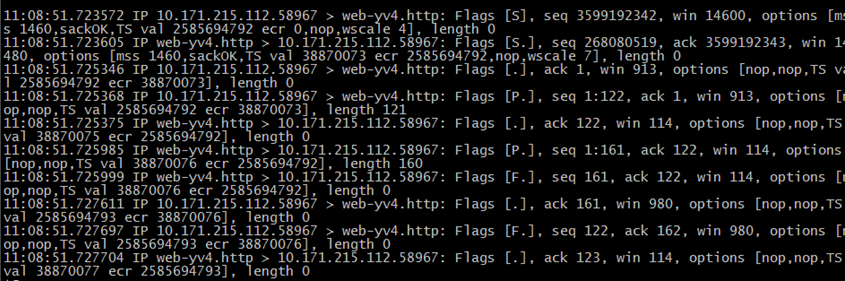 11:08:51.723572 IP 10.171.215.112.58967 > web-yv4.http: Flags [S], seq 3599192342, win 14600, options [ms
s 1460,sackOK,TS val 2585694792 ecr 0,nop,wscale 4], length 0
11:08:51.723605 IP web-yv4.http > 10.171.215.112.58967: Flags [S.], seq 268080519, ack 3599192343, win 14
480, options [mss 1460,sackOK,TS val 38870073 ecr 2585694792,nop,wscale 7], length 0
11:08:51.725346 IP 10.171.215.112.58967 > web-yv4.http: Flags [.], ack 1, win 913, options [nop,nop,TS va
l 2585694792 ecr 38870073], length 0
11:08:51.725368 IP 10.171.215.112.58967 > web-yv4.http: Flags [P.], seq 1:122, ack 1, win 913, options [n
op,nop,TS val 2585694792 ecr 38870073], length 121
11:08:51.725375 IP web-yv4.http > 10.171.215.112.58967: Flags [.], ack 122, win 114, options [nop,nop,TS
val 38870075 ecr 2585694792], length 0
11:08:51.725985 IP web-yv4.http > 10.171.215.112.58967: Flags [P.], seq 1:161, ack 122, win 114, options
[nop,nop,TS val 38870076 ecr 2585694792], length 160
11:08:51.725999 IP web-yv4.http > 10.171.215.112.58967: Flags [F.], seq 161, ack 122, win 114, options [n
op,nop,TS val 38870076 ecr 2585694792], length 0
11:08:51.727611 IP 10.171.215.112.58967 > web-yv4.http: Flags [.], ack 161, win 980, options [nop,nop,TS
val 2585694793 ecr 38870076], length 0
11:08:51.727697 IP 10.171.215.112.58967 > web-yv4.http: Flags [F.], seq 122, ack 162, win 980, options [n
op,nop,TS val 2585694793 ecr 38870076], length 0
11:08:51.727704 IP web-yv4.http > 10.171.215.112.58967: Flags [.], ack 123, win 114, options [nop,nop,TS
val 38870077 ecr 2585694793], length 0